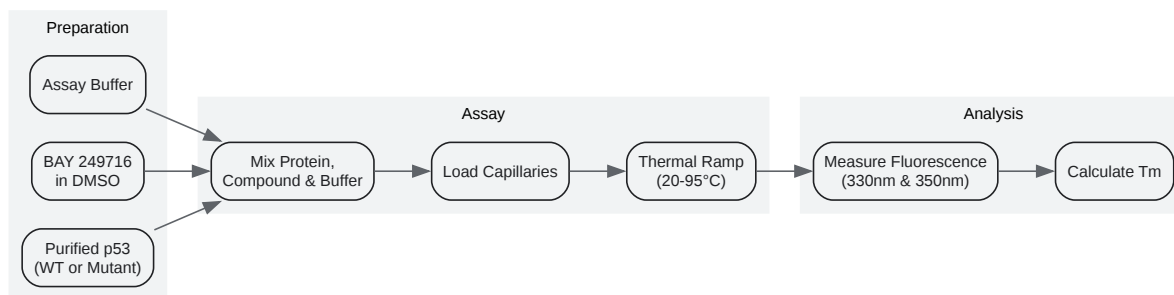 Preparation
Assay Buffer
BAY 249716
in DMSO
Purified p53
(WT or Mutant)
Assay
Mix Protein,
Compound & Buffer
Load Capillaries
Thermal Ramp
(20-95°C)
Analysis
Measure Fluorescence
(330nm & 350nm)
Calculate Tm